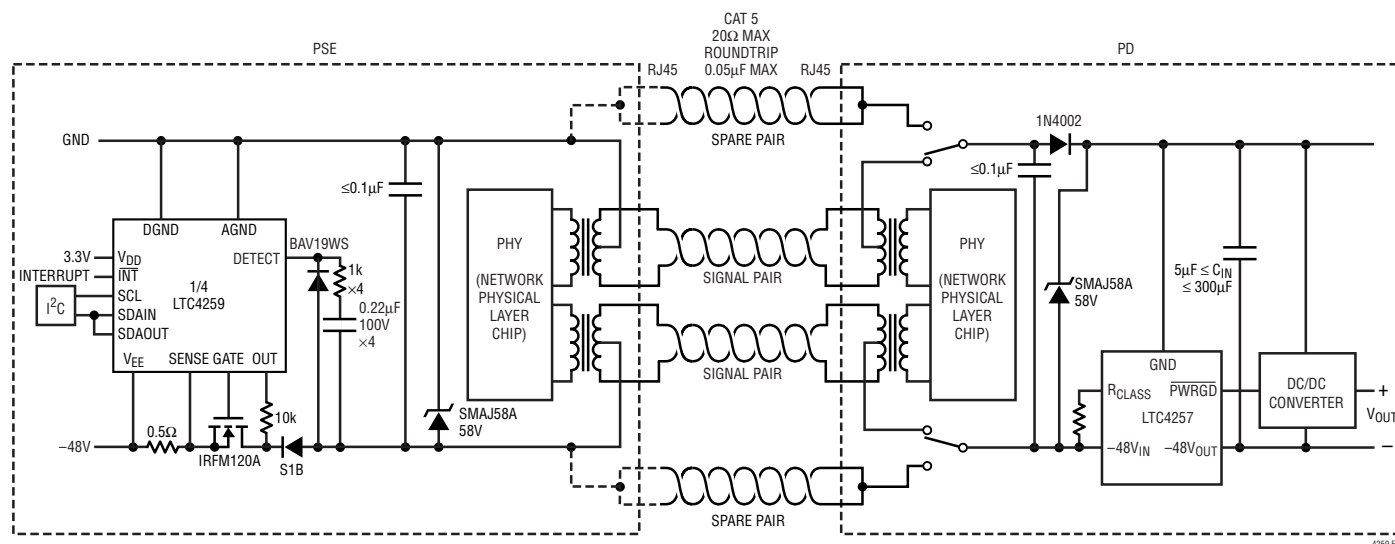 CAT 5
20Ω MAX
ROUNDTRIP
0.05µF MAX
PSE
PD
RJ45
RJ45
SPARE PAIR
GND
1N4002
≤0.1µF
≤0.1µF
DGND
AGND
BAV19WS
3.3V
VDD
DETECT
INTERRUPT
INT
1/4
LTC4259
1k
×4
I²C
SCL
SDAIN
SDAOUT
0.22µF
100V
×4
VEE
SENSE
GATE
OUT
PHY
(NETWORK
PHYSICAL
LAYER
CHIP)
SIGNAL PAIR
SIGNAL PAIR
PHY
(NETWORK
PHYSICAL
LAYER
CHIP)
SMAJ58A
58V
5µF ≤ CIN
≤ 300µF
GND
RCLASS
PWRGD
LTC4257
–48VIN
–48VOUT
DC/DC
CONVERTER
+
VOUT
–
10k
SMAJ58A
58V
–48V
0.5Ω
IRFM120A
S1B
SPARE PAIR